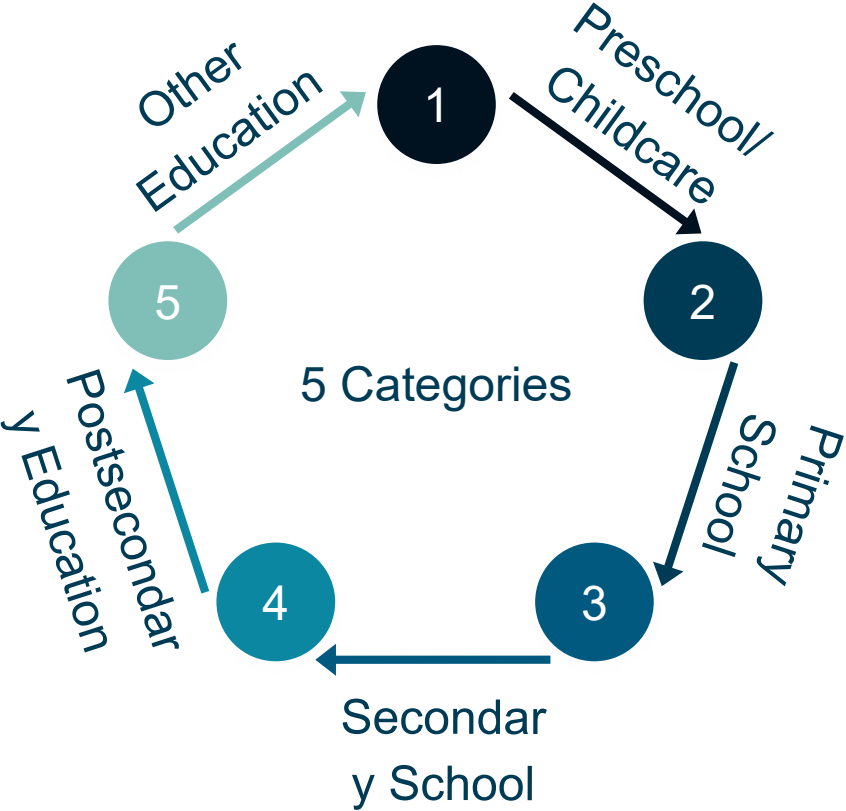 1
Preschool/
Childcare
2
Primary
School
3
Secondar
y School
4
Postsecondar
y Education
5
Other
Education
5 Categories